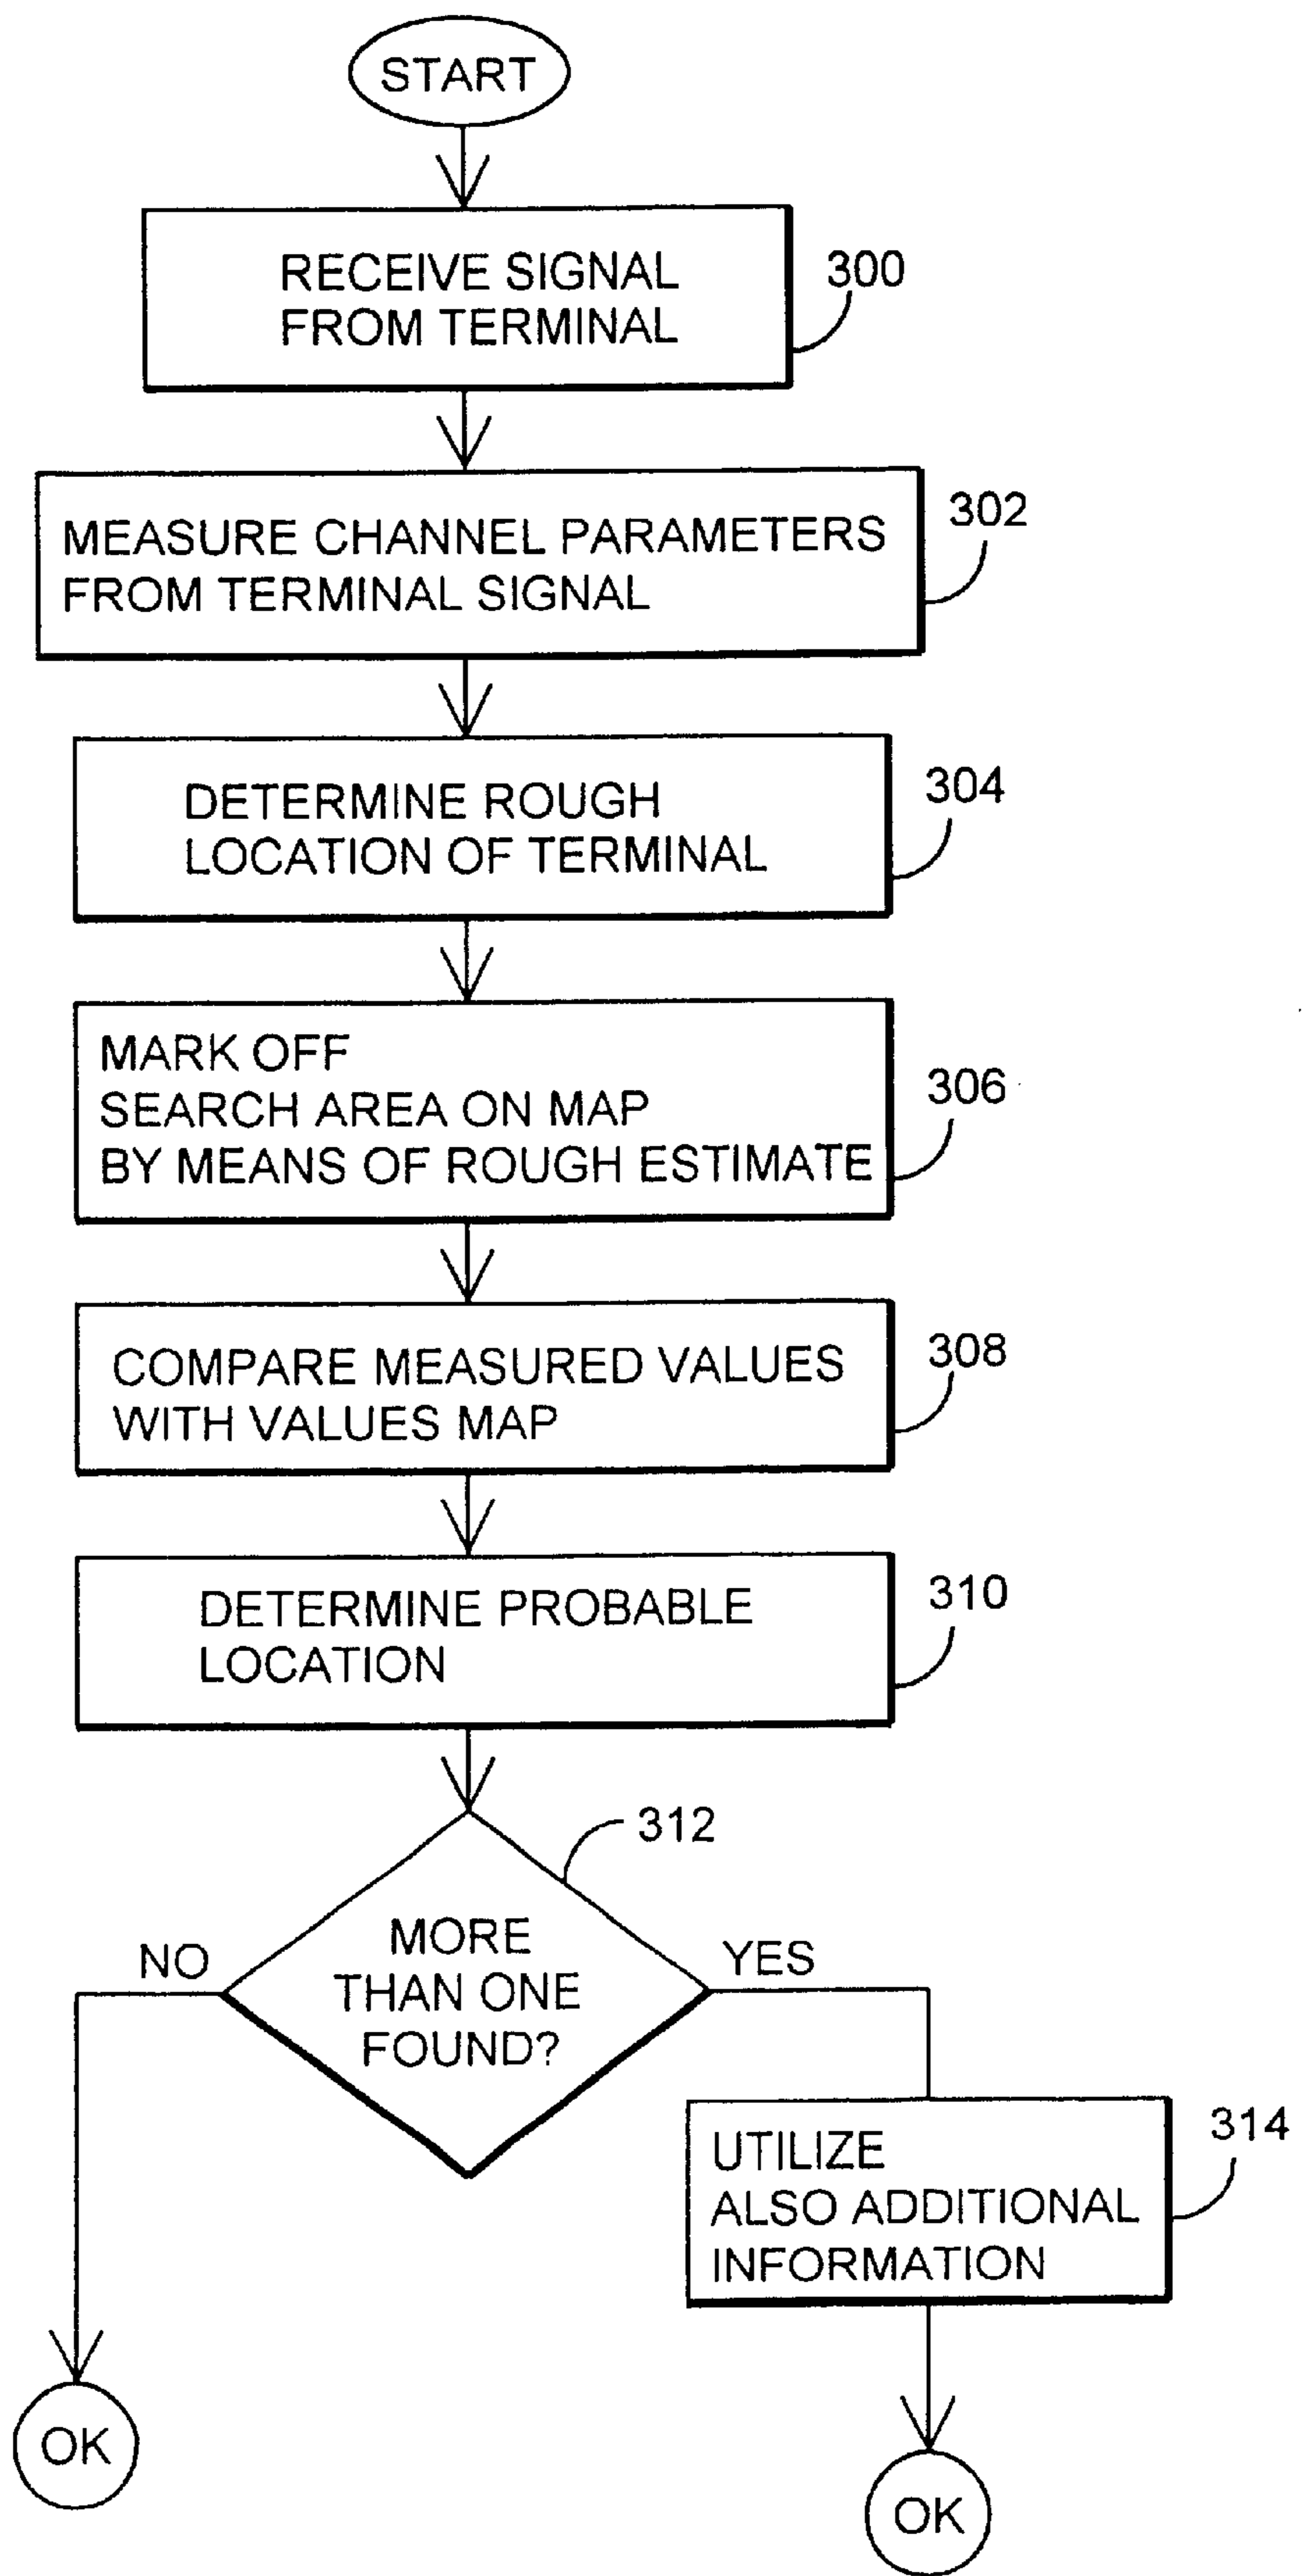 START
RECEIVE SIGNAL
FROM TERMINAL
300
MEASURE CHANNEL PARAMETERS
FROM TERMINAL SIGNAL
302
DETERMINE ROUGH
LOCATION OF TERMINAL
304
MARK OFF
SEARCH AREA ON MAP
BY MEANS OF ROUGH ESTIMATE
306
COMPARE MEASURED VALUES
WITH VALUES MAP
308
DETERMINE PROBABLE
LOCATION
310
312
MORE
THAN ONE
FOUND?
NO
YES
UTILIZE
ALSO ADDITIONAL
INFORMATION
314
OK
OK